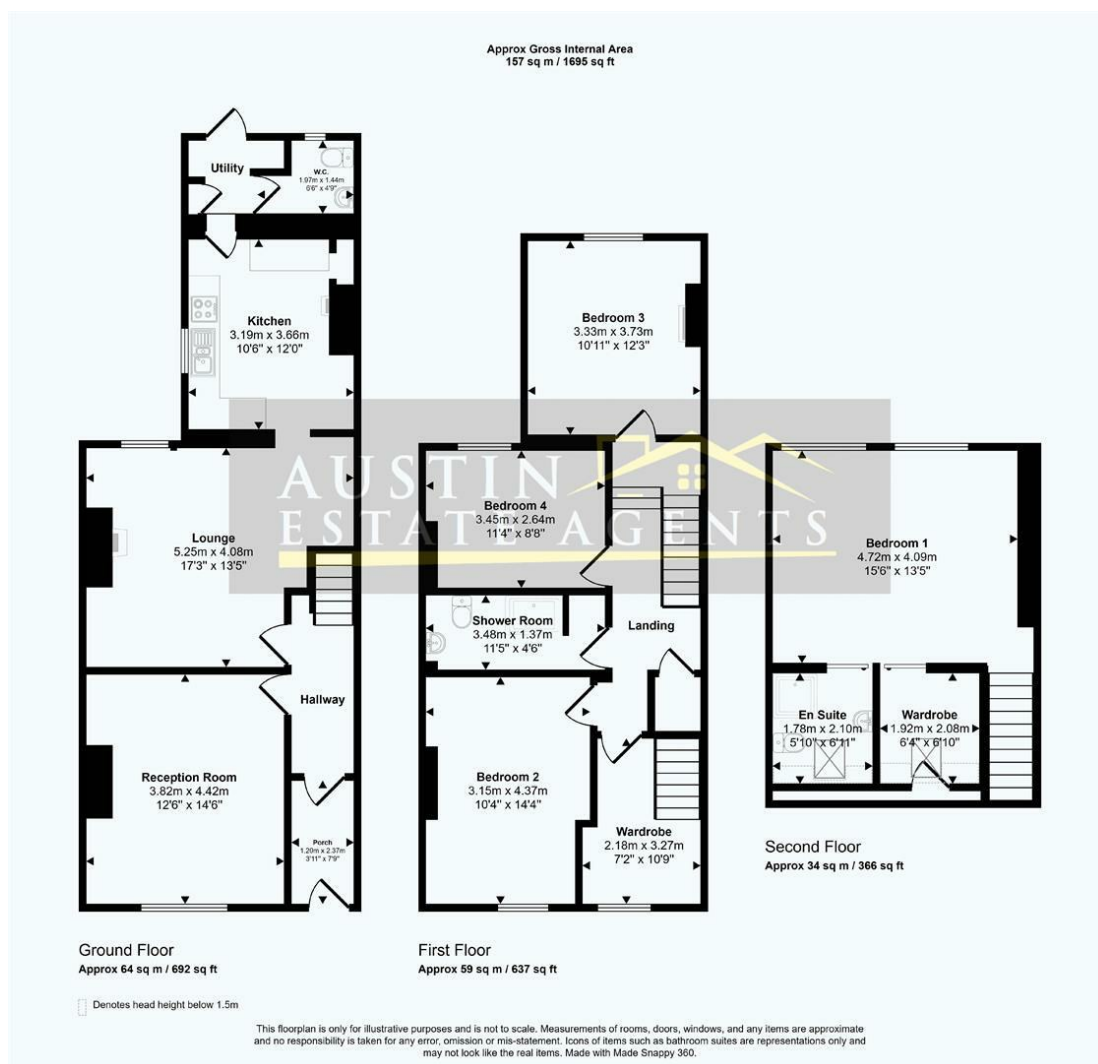 Approx Gross Internal Area
157 sq m / 1695 sq ft
Utility
W.C.
1.97m x 1.44m
6'6" x 4'9"
Kitchen
3.19m x 3.66m
10'6" x 12'0"
Lounge
5.25m x 4.08m
17'3" x 13'5"
Hallway
Reception Room
3.82m x 4.42m
12'6" x 14'6"
Porch
1.20m x 2.37m
3'11" x 7'9"
Ground Floor
Approx 64 sq m / 692 sq ft
Bedroom 3
3.33m x 3.73m
10'11" x 12'3"
AUSTIN
ESTATE AGENTS
Bedroom 4
3.45m x 2.64m
11'4" x 8'8"
Shower Room
3.48m x 1.37m
11'5" x 4'6"
Landing
Bedroom 2
3.15m x 4.37m
10'4" x 14'4"
Wardrobe
2.18m x 3.27m
7'2" x 10'9"
First Floor
Approx 59 sq m / 637 sq ft
Bedroom 1
4.72m x 4.09m
15'6" x 13'5"
En Suite
1.78m x 2.10m
5'10" x 6'11"
Wardrobe
1.92m x 2.08m
6'4" x 6'10"
Second Floor
Approx 34 sq m / 366 sq ft
Denotes head height below 1.5m
This floorplan is only for illustrative purposes and is not to scale. Measurements of rooms, doors, windows, and any items are approximate
and no responsibility is taken for any error, omission or mis-statement. Icons of items such as bathroom suites are representations only and
may not look like the real items. Made with Made Snappy 360.